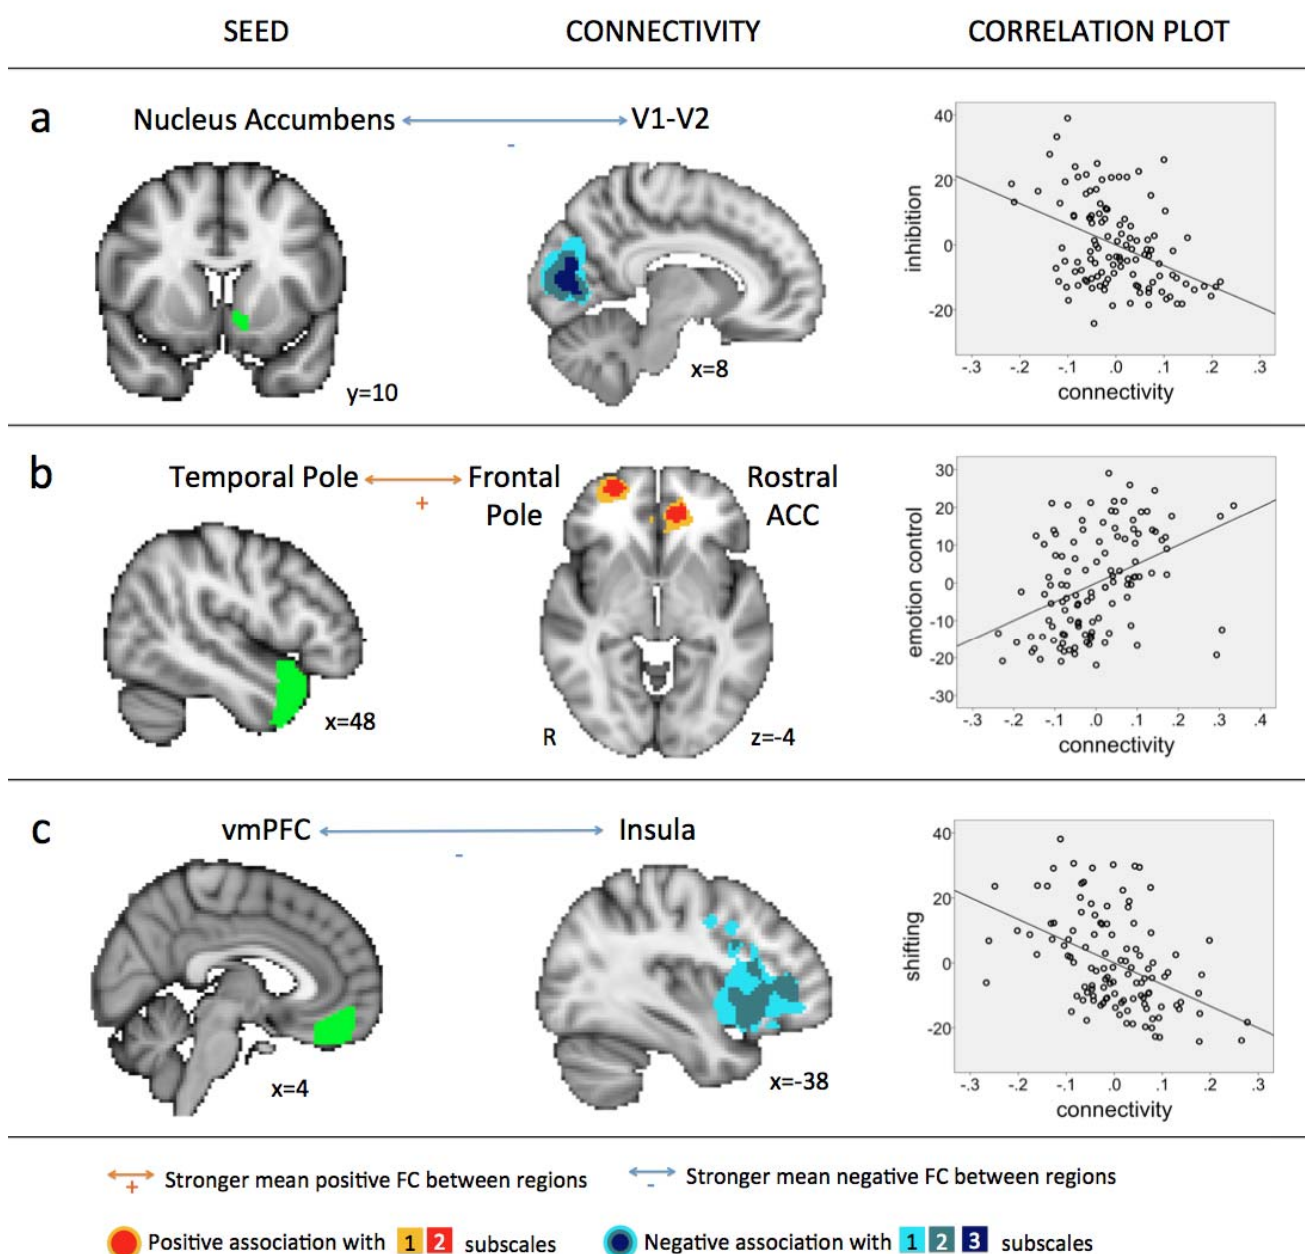 SEED CONNECTIVITY CORRELATION PLOT
a Nucleus Accumbens V1-V2
-
y=10
x=8
40
20
0
-20
inhibition
-.3 -.2 -.1 .0 .1 .2 .3
connectivity
b Temporal Pole Frontal Rostral
+ Pole ACC
x=48
R z=-4
30
20
10
0
-10
-20
-30
emotion control
-.3 -.2 -.1 .0 .1 .2 .3 .4
connectivity
c vmPFC Insula
-
x=4
x=-38
40
20
0
-20
shifting
-.3 -.2 -.1 .0 .1 .2 .3
connectivity
+ Stronger mean positive FC between regions
- Stronger mean negative FC between regions
Positive association with 1 2 subscales
Negative association with 1 2 3 subscales